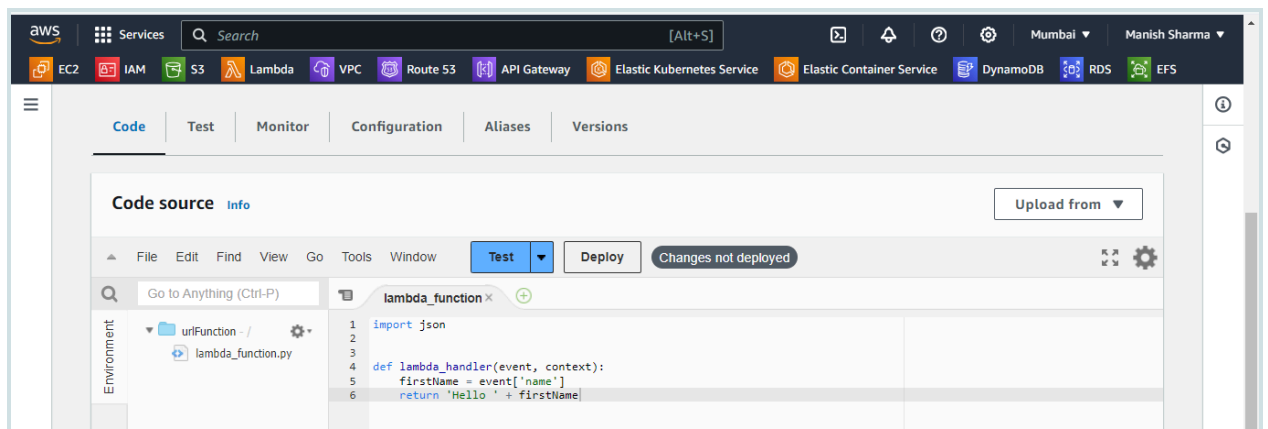 aws Services Search [Alt+S] Mumbai ▼ Manish Sharma ▼
EC2 IAM S3 Lambda VPC Route 53 API Gateway Elastic Kubernetes Service Elastic Container Service DynamoDB RDS EFS
Code Test Monitor Configuration Aliases Versions
Code source Info Upload from ▼
File Edit Find View Go Tools Window Test Deploy Changes not deployed
Go to Anything (Ctrl-P) lambda_function ×
Environment
urlFunction - /
lambda_function.py
1 import json
2
3
4 def lambda_handler(event, context):
5     firstName = event['name']
6     return 'Hello ' + firstName